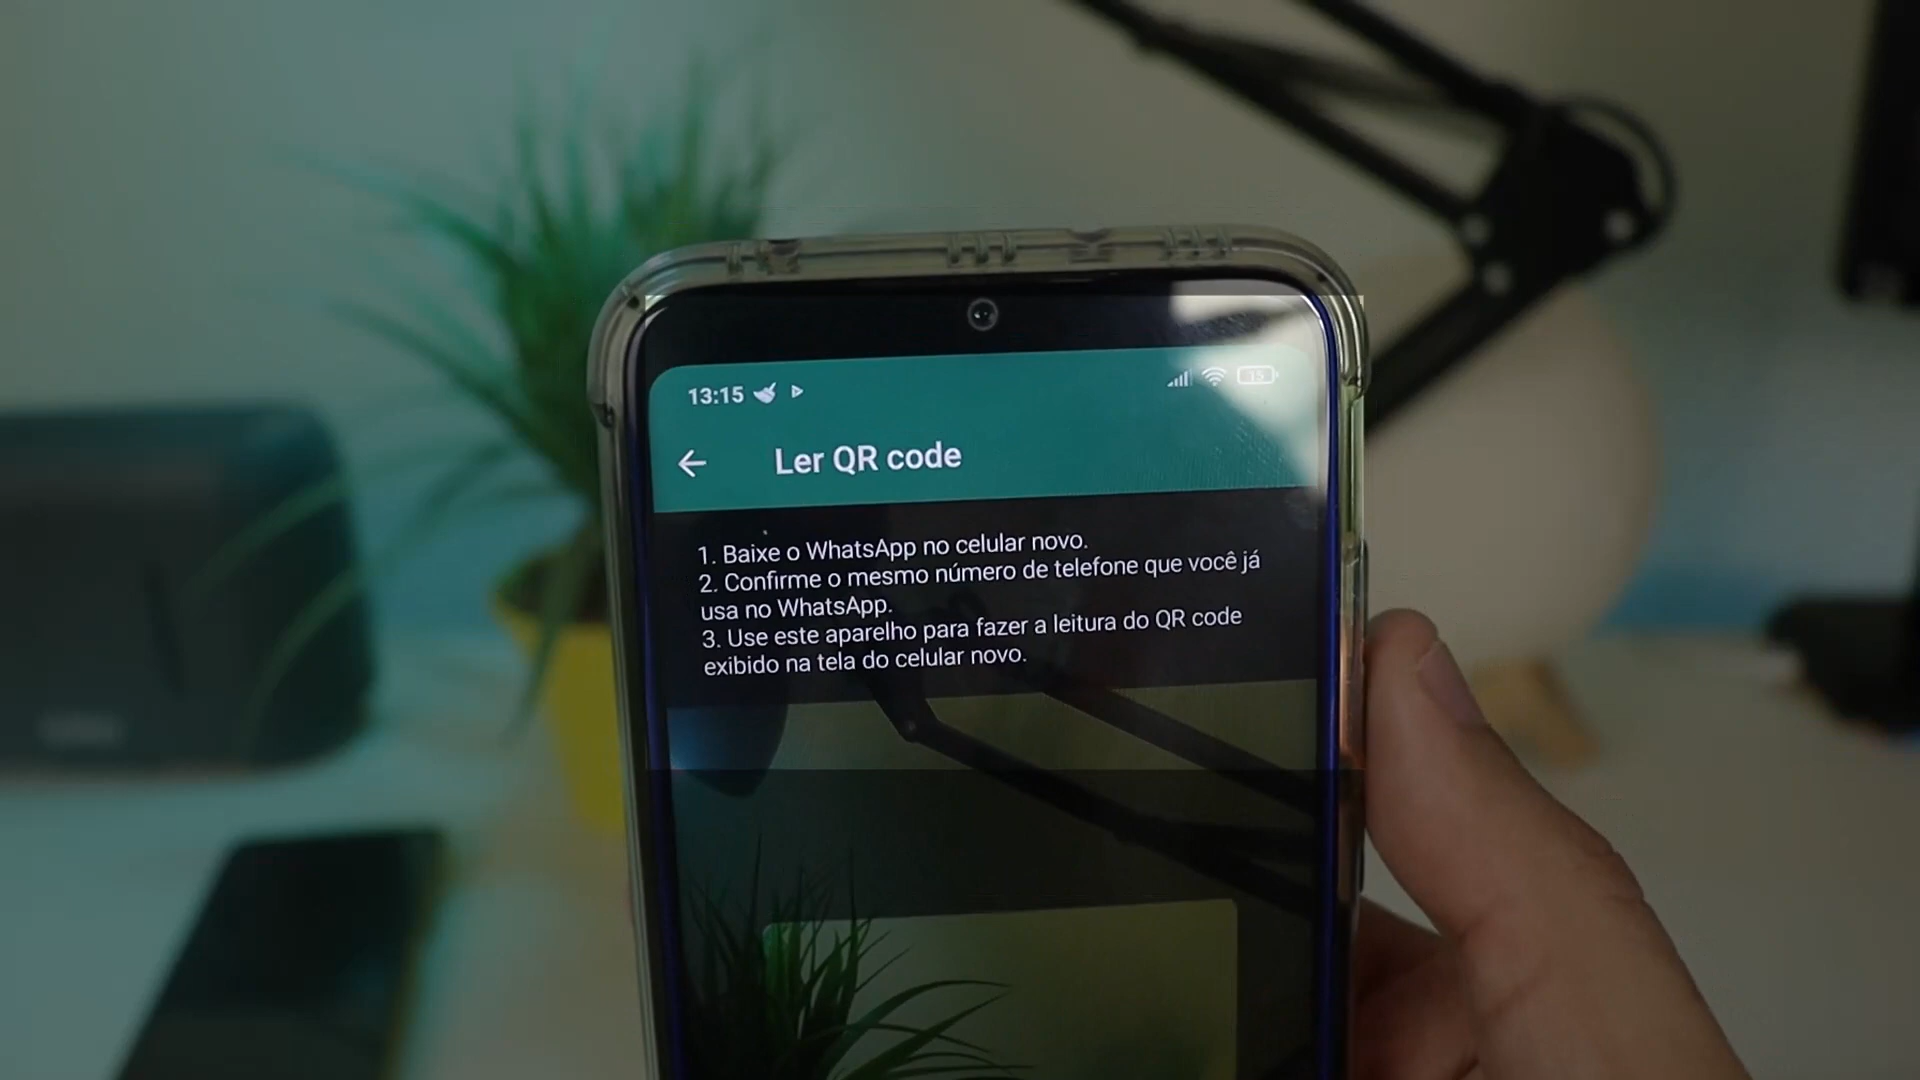 13:15
15
Ler QR code
1. Baixe o WhatsApp no celular novo.
2. Confirme o mesmo número de telefone que você já
usa no WhatsApp.
3. Use este aparelho para fazer a leitura do QR code
exibido na tela do celular novo.